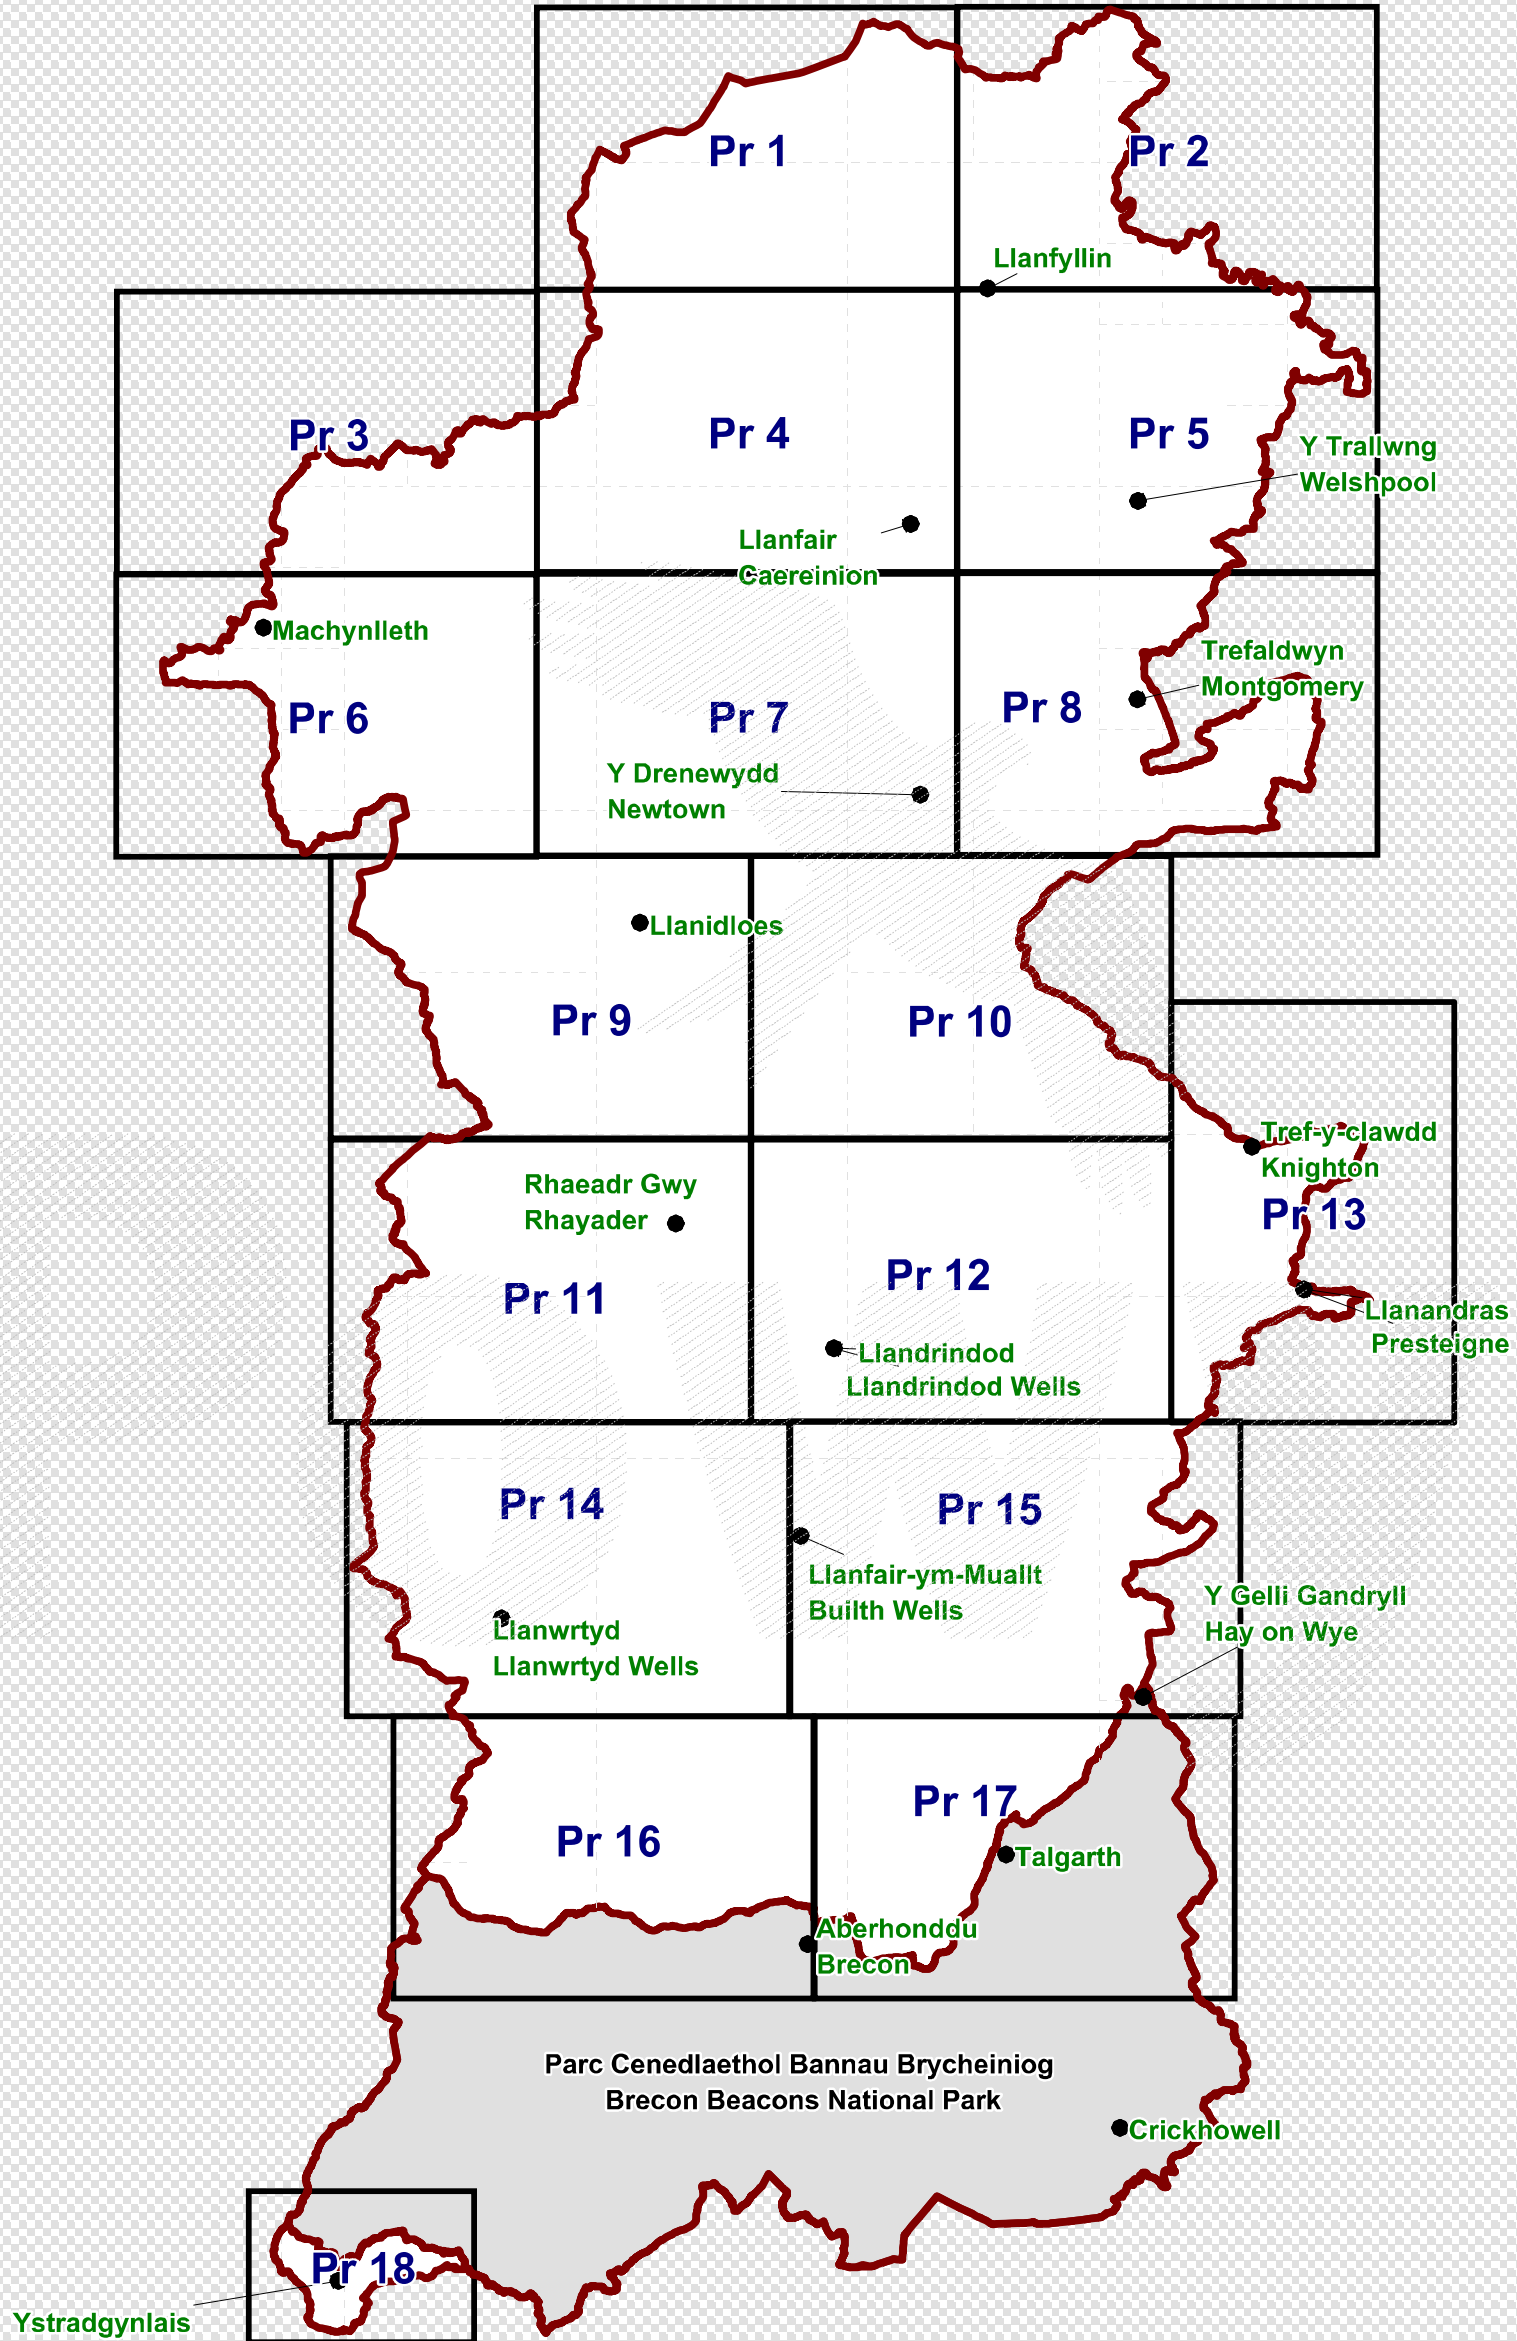 Pr 1
Pr 2
Llanfyllin
Pr 3
Pr 4
Pr 5
Y Trallwng
Welshpool
Llanfair
Caereinion
Machynlleth
Trefaldwyn
Montgomery
Pr 6
Pr 7
Pr 8
Y Drenewydd
Newtown
Llanidloes
Pr 9
Pr 10
Tref-y-clawdd
Knighton
Rhaeadr Gwy
Rhayader
Pr 13
Pr 11
Pr 12
Llanandras
Presteigne
Llandrindod
Llandrindod Wells
Pr 14
Pr 15
Llanfair-ym-Muallt
Builth Wells
Y Gelli Gandryll
Hay on Wye
Llanwrtyd
Llanwrtyd Wells
Pr 17
Pr 16
Talgarth
Aberhonddu
Brecon
Parc Cenedlaethol Bannau Brycheiniog
Brecon Beacons National Park
Crickhowell
Pr 18
Ystradgynlais